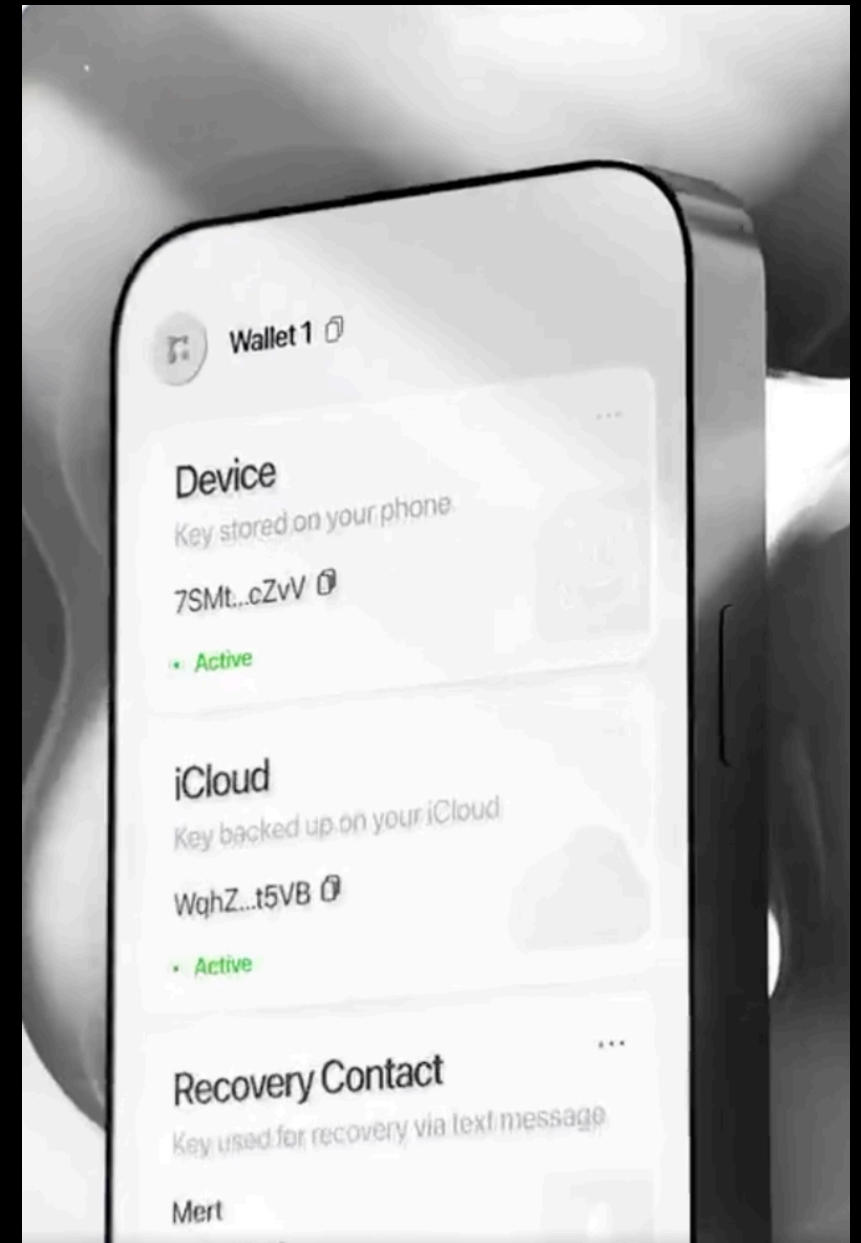 Wallet 1
Device
Key stored on your phone
7SMt...cZvV
Active
iCloud
Key backed up on your iCloud
WqhZ...t5VB
Active
Recovery Contact
Key used for recovery via text message
Mert